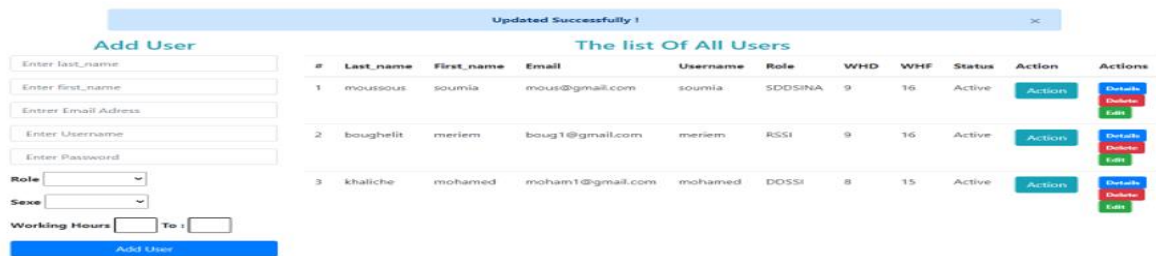 Updated Successfully ! ×
Add User
Enter last_name
Enter first_name
Entrer Email Adress
Enter Username
Enter Password
Role
Sexe
Working Hours To :
Add User
The list Of All Users
# Last_name First_name Email Username Role WHD WHF Status Action Actions
1 moussous soumia mous@gmail.com soumia SDDSINA 9 16 Active Action Details
Delete
Edit
2 boughelit meriem boug1@gmail.com meriem RSSI 9 16 Active Action Details
Delete
Edit
3 khaliche mohamed moham1@gmail.com mohamed DOSSI 8 15 Active Action Details
Delete
Edit